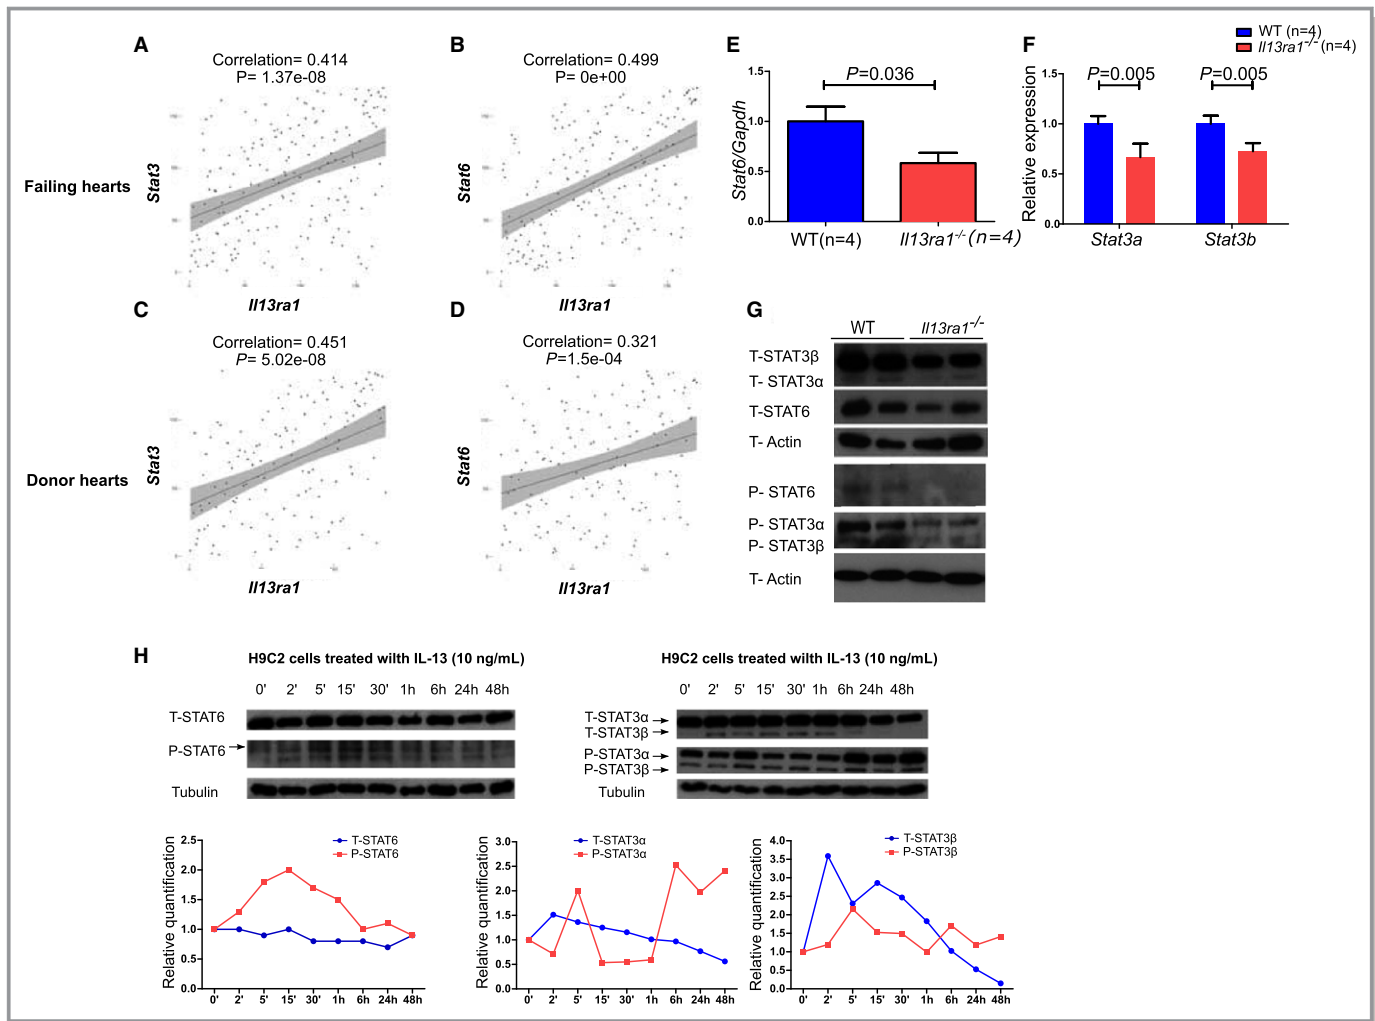 A
Correlation= 0.414
P= 1.37e-08
Stat3
Il13ra1
Failing hearts
B
Correlation= 0.499
P= 0e+00
Stat6
Il13ra1
C
Correlation= 0.451
P= 5.02e-08
Stat3
Il13ra1
Donor hearts
D
Correlation= 0.321
P=1.5e-04
Stat6
Il13ra1
E
P=0.036
Stat6/Gapdh
1.5
1.0
0.5
0.0
WT(n=4)
Il13ra1-/-(n=4)
F
WT (n=4)
Il13ra1-/-(n=4)
P=0.005
P=0.005
Relative expression
1.5
1.0
0.5
0.0
Stat3a
Stat3b
G
WT
Il13ra1-/-
T-STAT3β
T- STAT3α
T-STAT6
T- Actin
P- STAT6
P- STAT3α
P- STAT3β
T- Actin
H
H9C2 cells treated wilth IL-13 (10 ng/mL)
0' 2' 5' 15' 30' 1h 6h 24h 48h
T-STAT6
P-STAT6
Tubulin
H9C2 cells treated wilth IL-13 (10 ng/mL)
0' 2' 5' 15' 30' 1h 6h 24h 48h
T-STAT3α
T-STAT3β
P-STAT3α
P-STAT3β
Tubulin
Relative quantification
2.5
2.0
1.5
1.0
0.5
0.0
T-STAT6
P-STAT6
0' 2' 5' 15' 30' 1h 6h 24h 48h
Relative quantification
3.0
2.5
2.0
1.5
1.0
0.5
0.0
T-STAT3α
P-STAT3α
0' 2' 5' 15' 30' 1h 6h 24h 48h
Relative quantification
4.0
3.5
3.0
2.5
2.0
1.5
1.0
0.5
0.0
T-STAT3β
P-STAT3β
0' 2' 5' 15' 30' 1h 6h 24h 48h